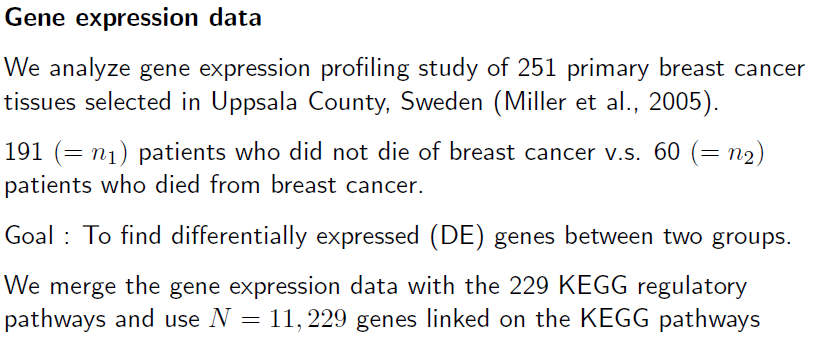 Gene expression data
We analyze gene expression profiling study of 251 primary breast cancer
tissues selected in Uppsala County, Sweden (Miller et al., 2005).
191 (= n₁) patients who did not die of breast cancer v.s. 60 (= n₂)
patients who died from breast cancer.
Goal : To find differentially expressed (DE) genes between two groups.
We merge the gene expression data with the 229 KEGG regulatory
pathways and use N = 11, 229 genes linked on the KEGG pathways